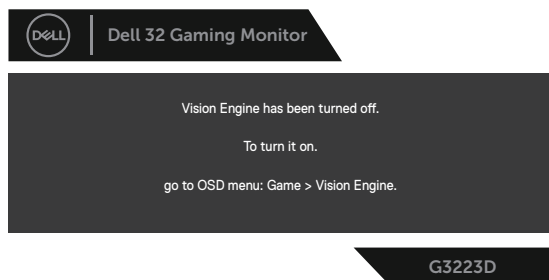 DELL
Dell 32 Gaming Monitor
Vision Engine has been turned off.
To turn it on.
go to OSD menu: Game > Vision Engine.
G3223D